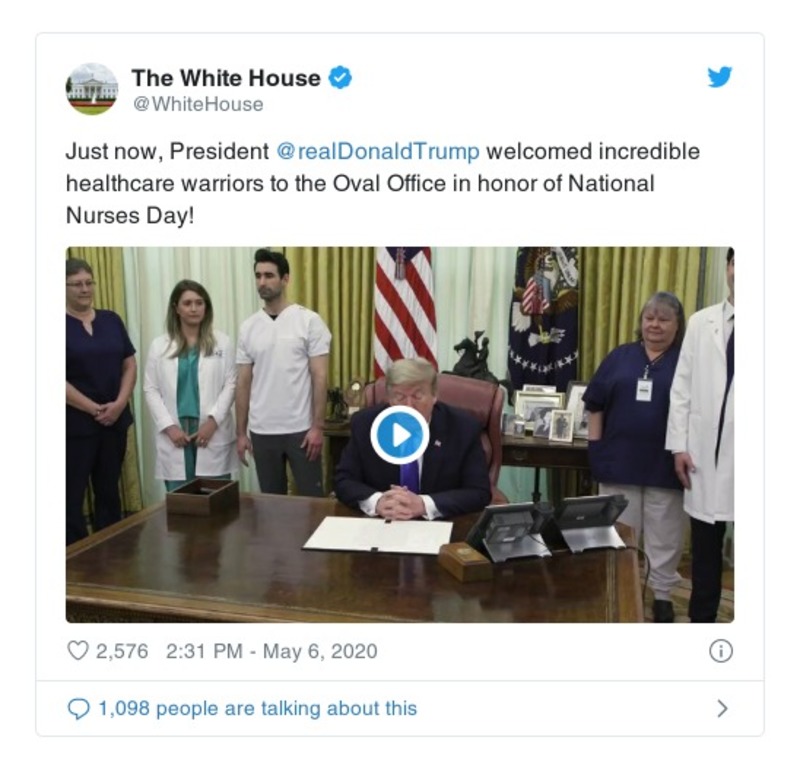 The White House
@WhiteHouse
Just now, President @realDonaldTrump welcomed incredible
healthcare warriors to the Oval Office in honor of National
Nurses Day!
2,576 2:31 PM - May 6, 2020
1,098 people are talking about this